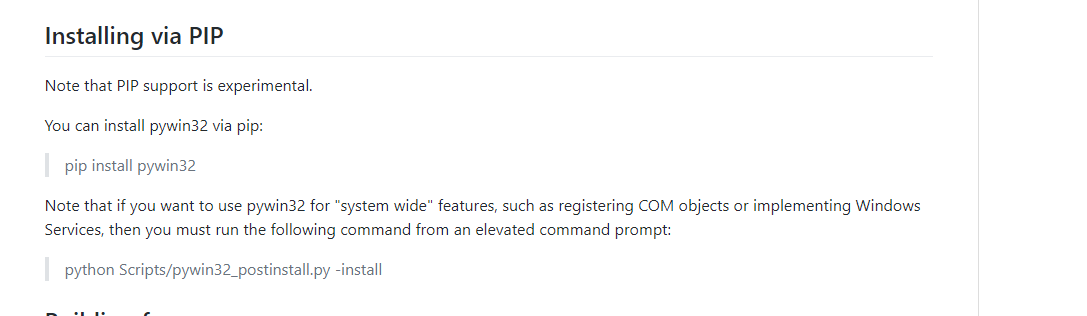 Installing via PIP
Note that PIP support is experimental.
You can install pywin32 via pip:
pip install pywin32
Note that if you want to use pywin32 for "system wide" features, such as registering COM objects or implementing Windows
Services, then you must run the following command from an elevated command prompt:
python Scripts/pywin32_postinstall.py -install